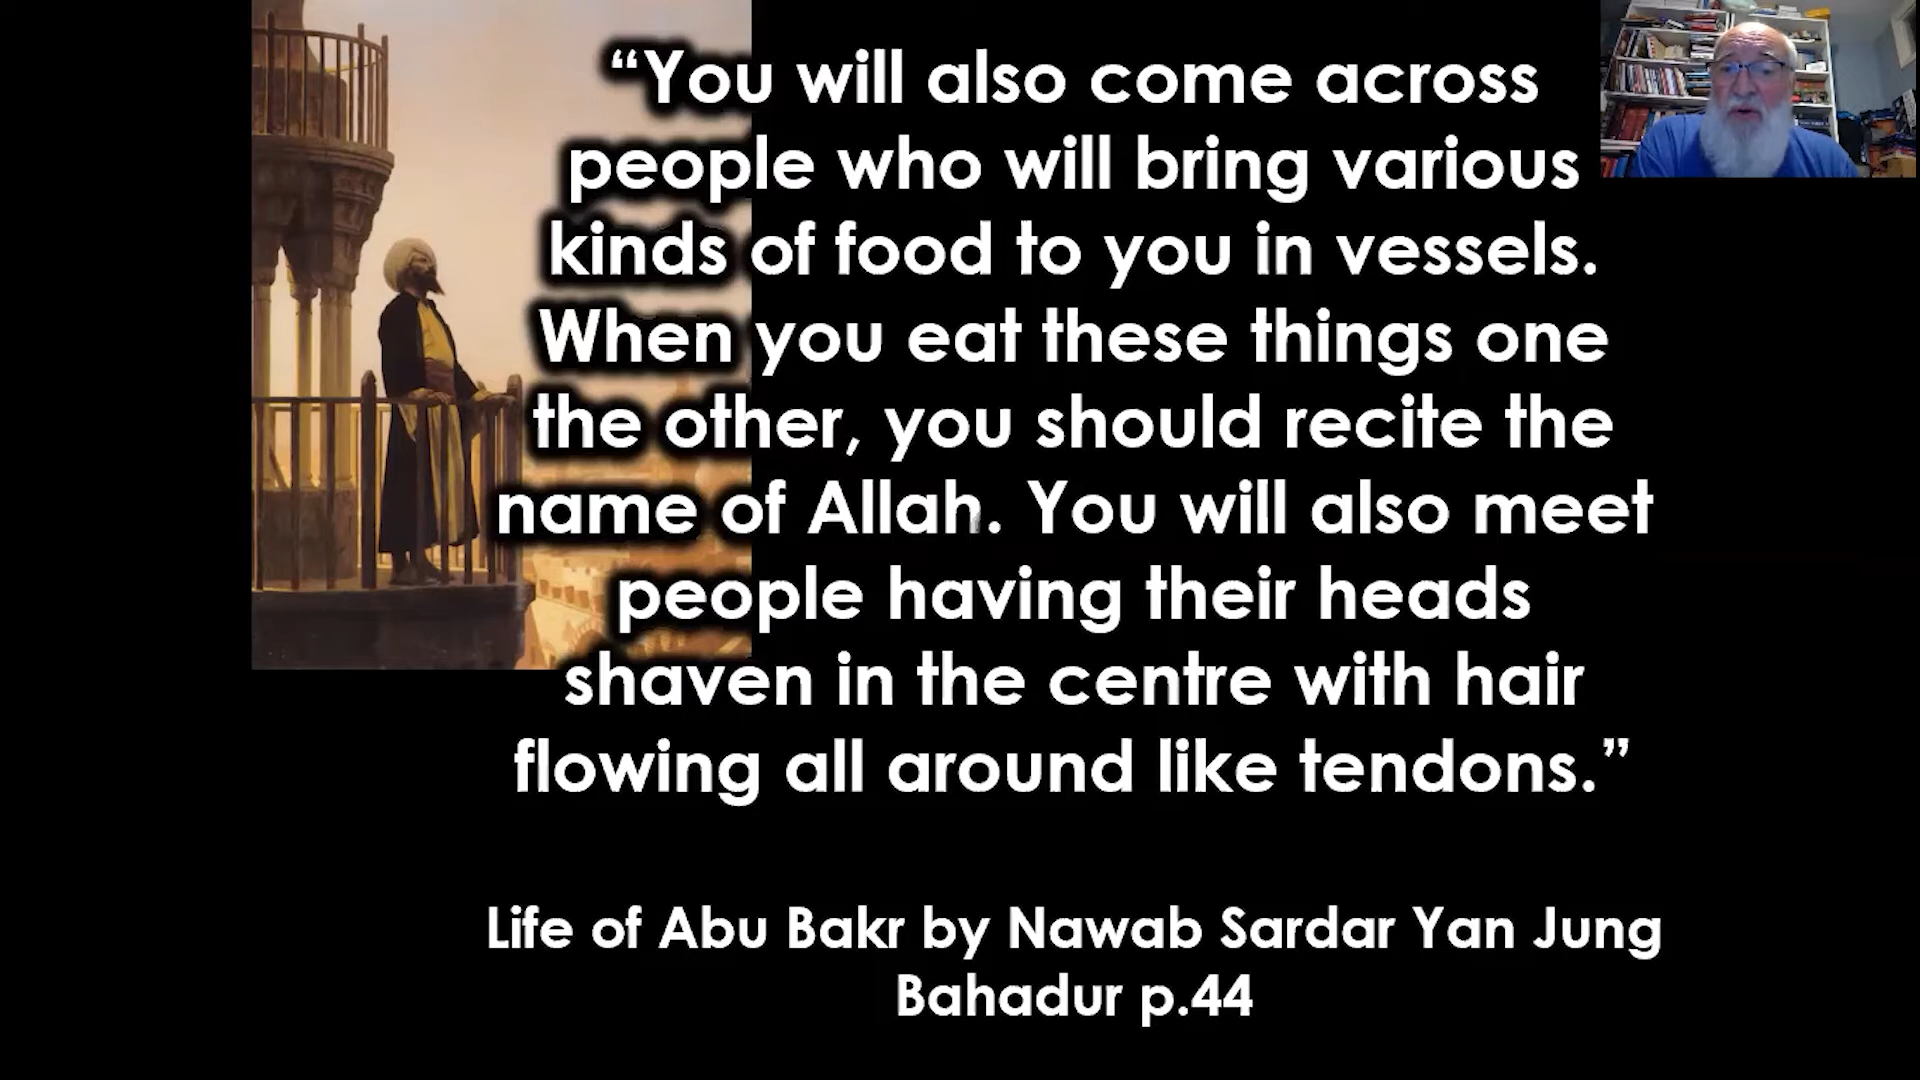 “You will also come across
people who will bring various
kinds of food to you in vessels.
When you eat these things one
the other, you should recite the
name of Allah. You will also meet
people having their heads
shaven in the centre with hair
flowing all around like tendons.”
Life of Abu Bakr by Nawab Sardar Yan Jung
Bahadur p.44